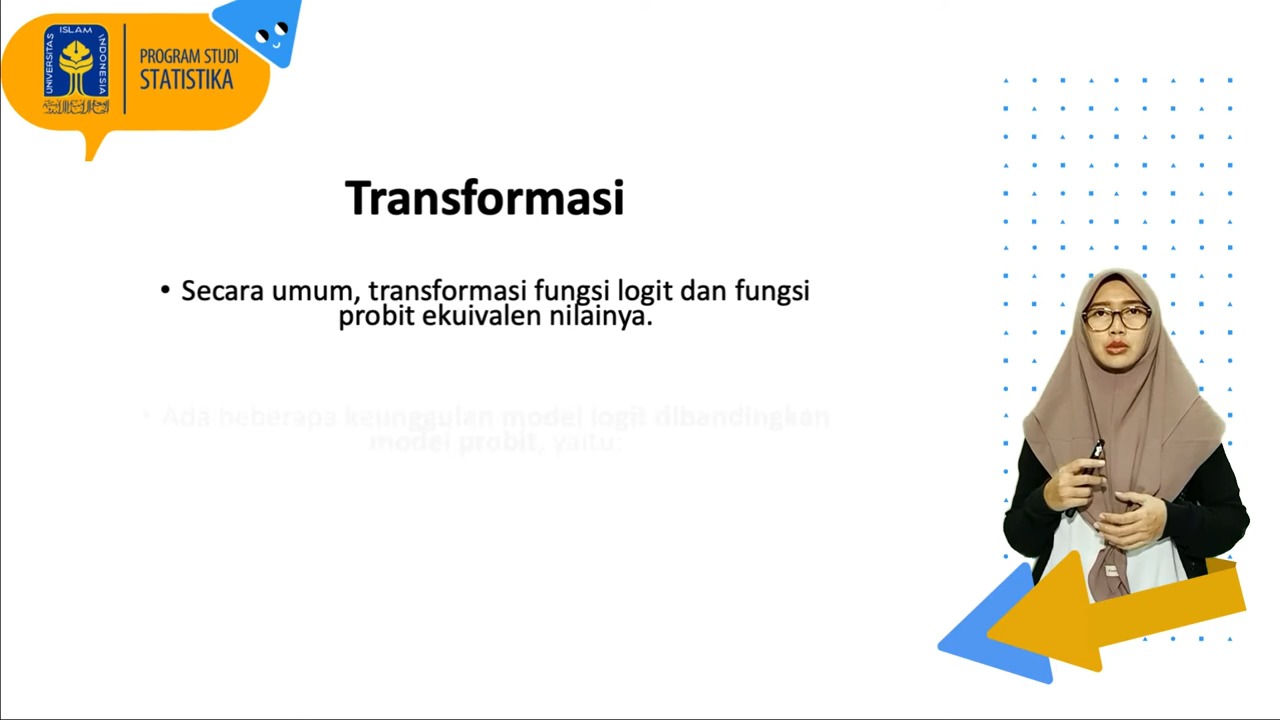 UNIVERSITAS ISLAM INDONESIA
PROGRAM STUDI
STATISTIKA
Transformasi
• Secara umum, transformasi fungsi logit dan fungsi
probit ekuivalen nilainya.
• Ada beberapa keunggulan model logit dibandingkan
model probit, yaitu: